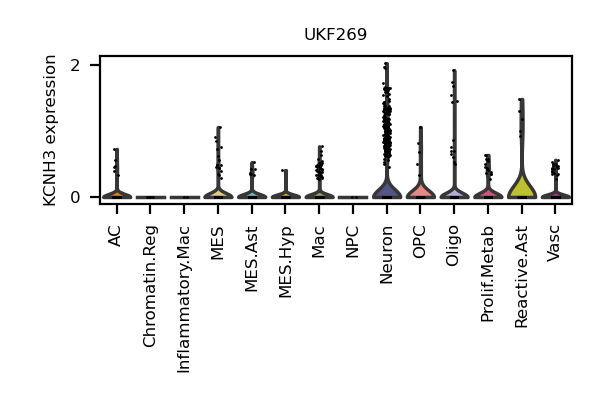 UKF269
KCNH3 expression
2
0
AC
Chromatin.Reg
Inflammatory.Mac
MES
MES.Ast
MES.Hyp
Mac
NPC
Neuron
OPC
Oligo
Prolif.Metab
Reactive.Ast
Vasc